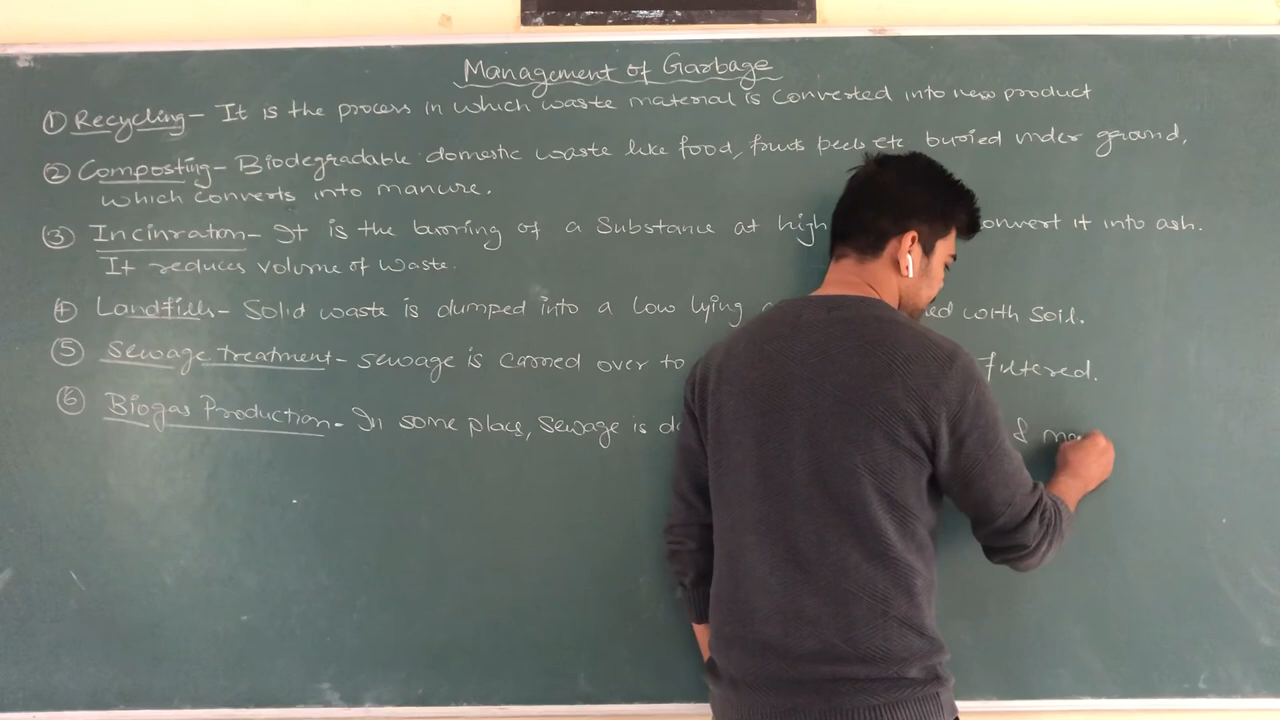 Management of Garbage
① Recycling - It is the process in which waste material is converted into new product
② Composting - Biodegradable domestic waste like food, fruits peels etc buried under ground,
which converts into manure.
③ Incinration - It is the burning of a Substance at high onvert it into ash.
It reduces volume of waste.
④ Landfills - Solid waste is dumped into a low lying ed with soil.
⑤ Sewage treatment - sewage is carried over to filtered.
⑥ Biogas Production - In some placs, sewage is &